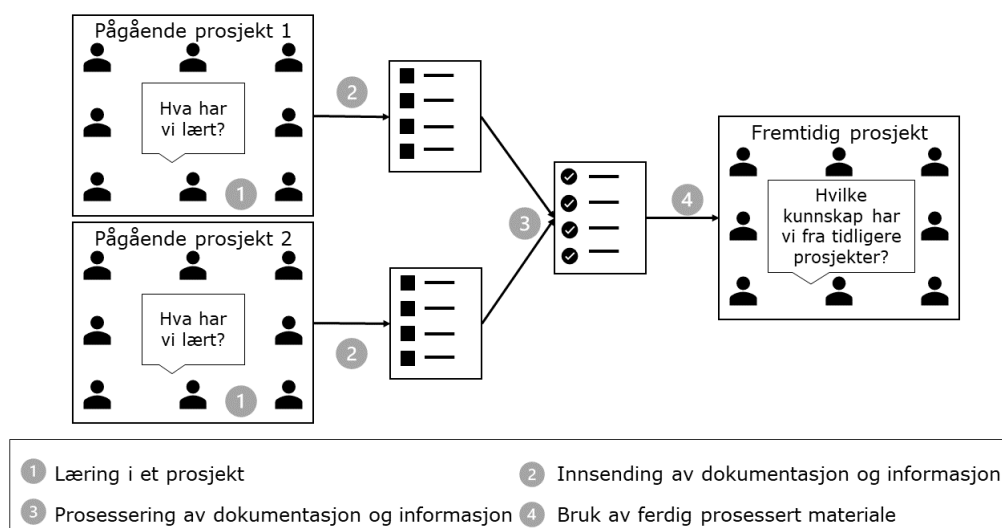 Pågående prosjekt 1
Hva har
vi lært?
1
2
Pågående prosjekt 2
Hva har
vi lært?
1
2
3
4
Fremtidig prosjekt
Hvilke
kunnskap har
vi fra tidligere
prosjekter?
1 Læring i et prosjekt
2 Innsending av dokumentasjon og informasjon
3 Prosessering av dokumentasjon og informasjon
4 Bruk av ferdig prosessert materiale